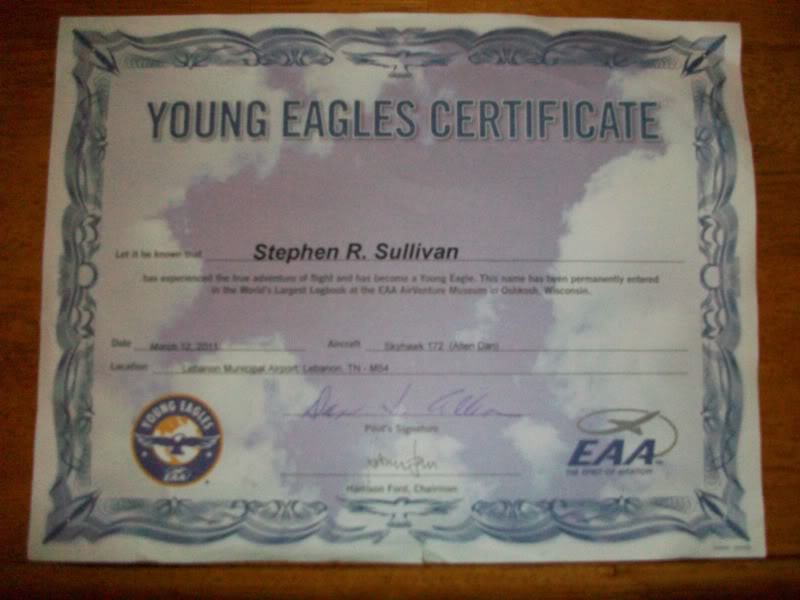 YOUNG EAGLES CERTIFICATE
Let it be known that Stephen R. Sullivan
has experienced the true adventure of flight and has become a Young Eagle. This name has been permanently entered
in the World's Largest Logbook at the EAA AirVenture Museum in Oshkosh, Wisconsin.
Date March 12, 2011 Aircraft Skyhawk 172 (Allen Dan)
Location Lebanon Municipal Airport, Lebanon, TN - M54
Pilot's Signature
Harrison Ford, Chairman
YOUNG EAGLES
EAA
EAA
THE SPIRIT OF AVIATION